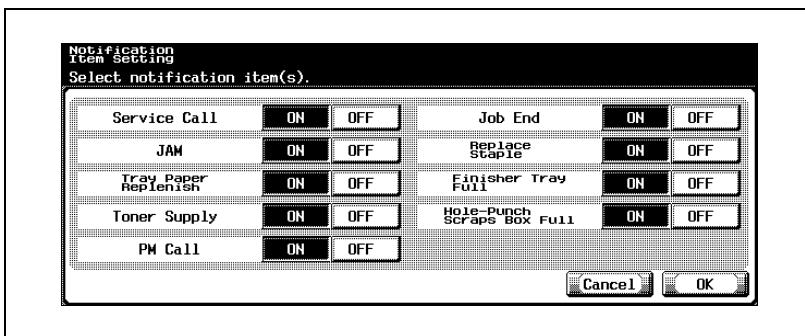 Notification
Item Setting
Select notification item(s).
Service Call ON OFF Job End ON OFF
JAM ON OFF Replace
Staple ON OFF
Tray Paper
Replenish ON OFF Finisher Tray
Full ON OFF
Toner Supply ON OFF Hole-Punch
Scraps Box Full ON OFF
PM Call ON OFF
Cancel OK